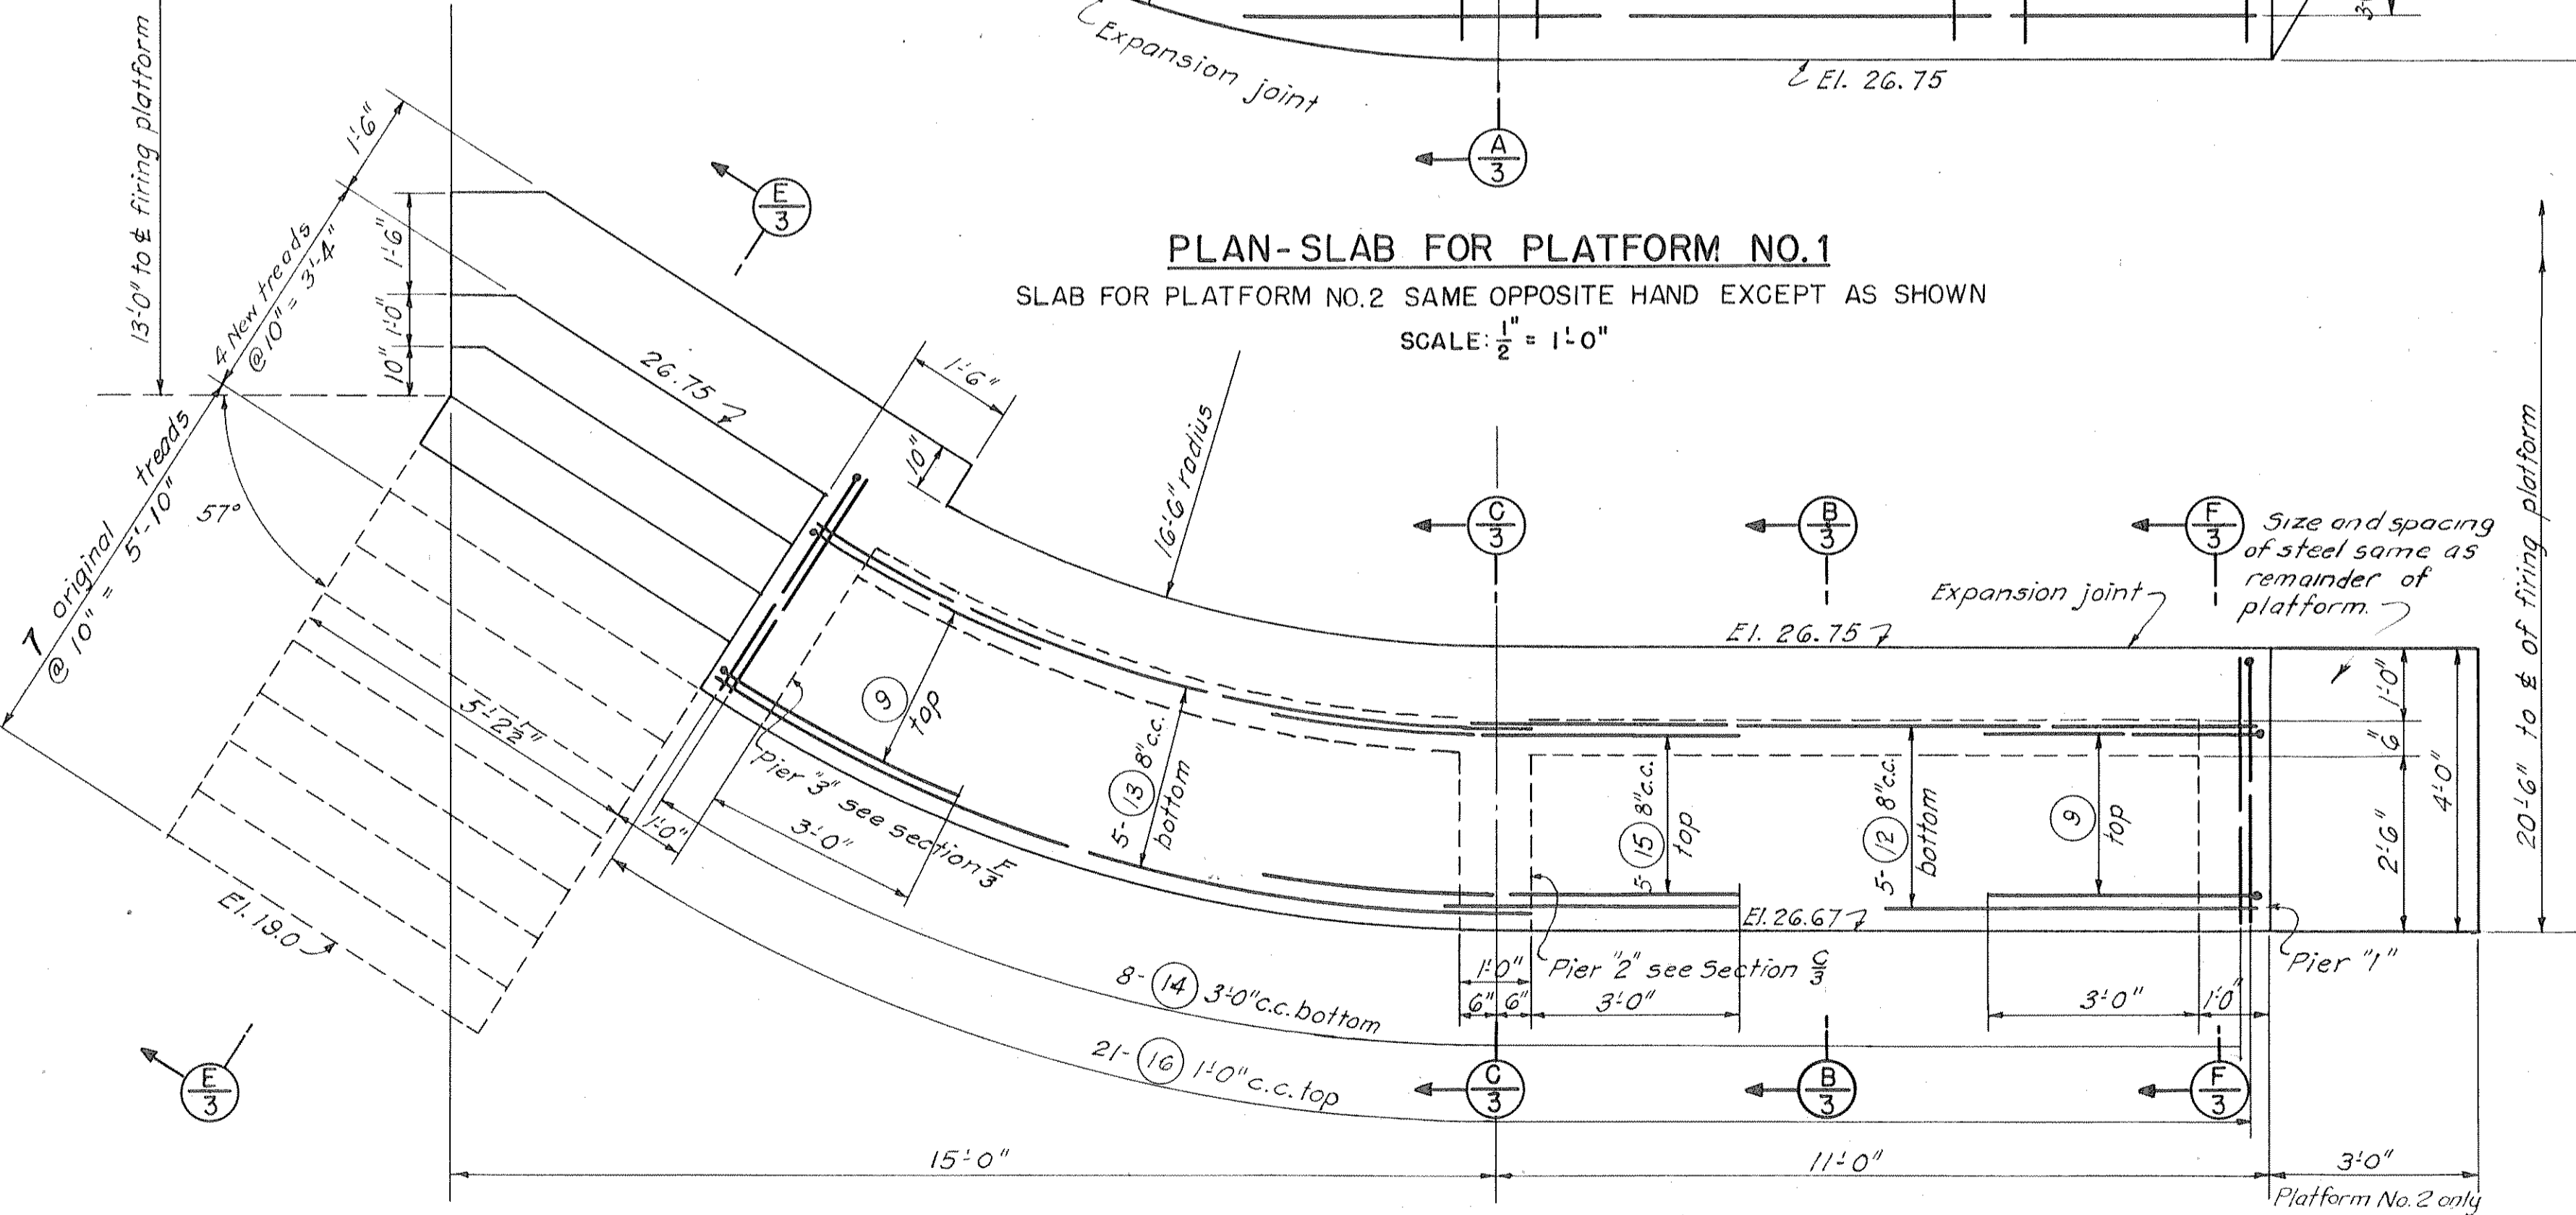 Expansion joint
El. 26.75
3'-
A
3
13'-0" to ℄ firing platform
1'-6"
4 New treads
@ 10" = 3'-4"
1'-6"
1'-0"
10"
E
3
PLAN-SLAB FOR PLATFORM NO.1
SLAB FOR PLATFORM NO.2 SAME OPPOSITE HAND EXCEPT AS SHOWN
SCALE: 1/2" = 1'-0"
26.75
1'-6"
10"
16'-6" radius
7 original treads
@ 10" = 5'-10"
57°
C
3
B
3
F
3
Size and spacing
of steel same as
remainder of
platform.
Expansion joint
El. 26.75
20'-6" to ℄ of firing platform
5'-2 1/2"
9
top
Pier "3" see section F/3
5-13 8"c.c.
bottom
5-15 8"c.c.
top
5-12 8"c.c.
bottom
9
top
1'-0"
6"
2'-6"
4'-0"
1'-0"
3'-0"
El. 19.0
El. 26.67
Pier "2" see Section C/3
Pier "1"
1'-0"
6" 6"
3'-0"
3'-0"
1'-0"
8-14 3'-0"c.c. bottom
21-16 1'-0"c.c. top
E
3
C
3
B
3
F
3
15'-0"
11'-0"
3'-0"
Platform No. 2 only